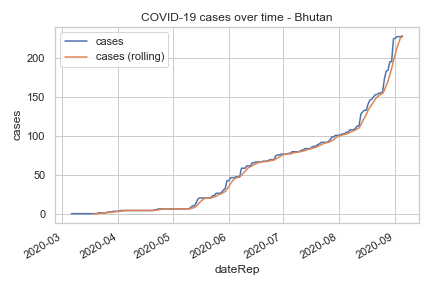 COVID-19 cases over time - Bhutan
cases
cases (rolling)
200
150
100
50
0
cases
2020-03
2020-04
2020-05
2020-06
2020-07
2020-08
2020-09
dateRep